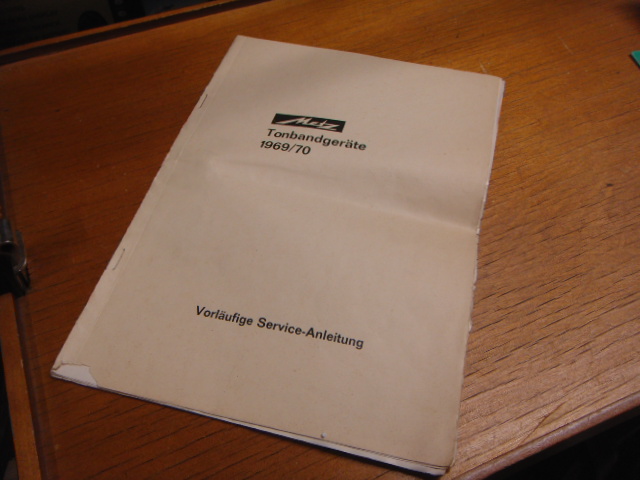 Metz
Tonbandgeräte
1969/70
Vorläufige Service-Anleitung